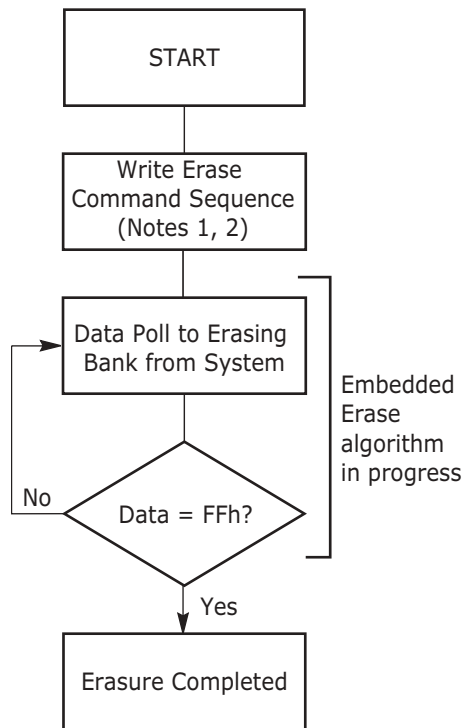 START
Write Erase
Command Sequence
(Notes 1, 2)
Data Poll to Erasing
Bank from System
Embedded
Erase
algorithm
in progress
No
Data = FFh?
Yes
Erasure Completed